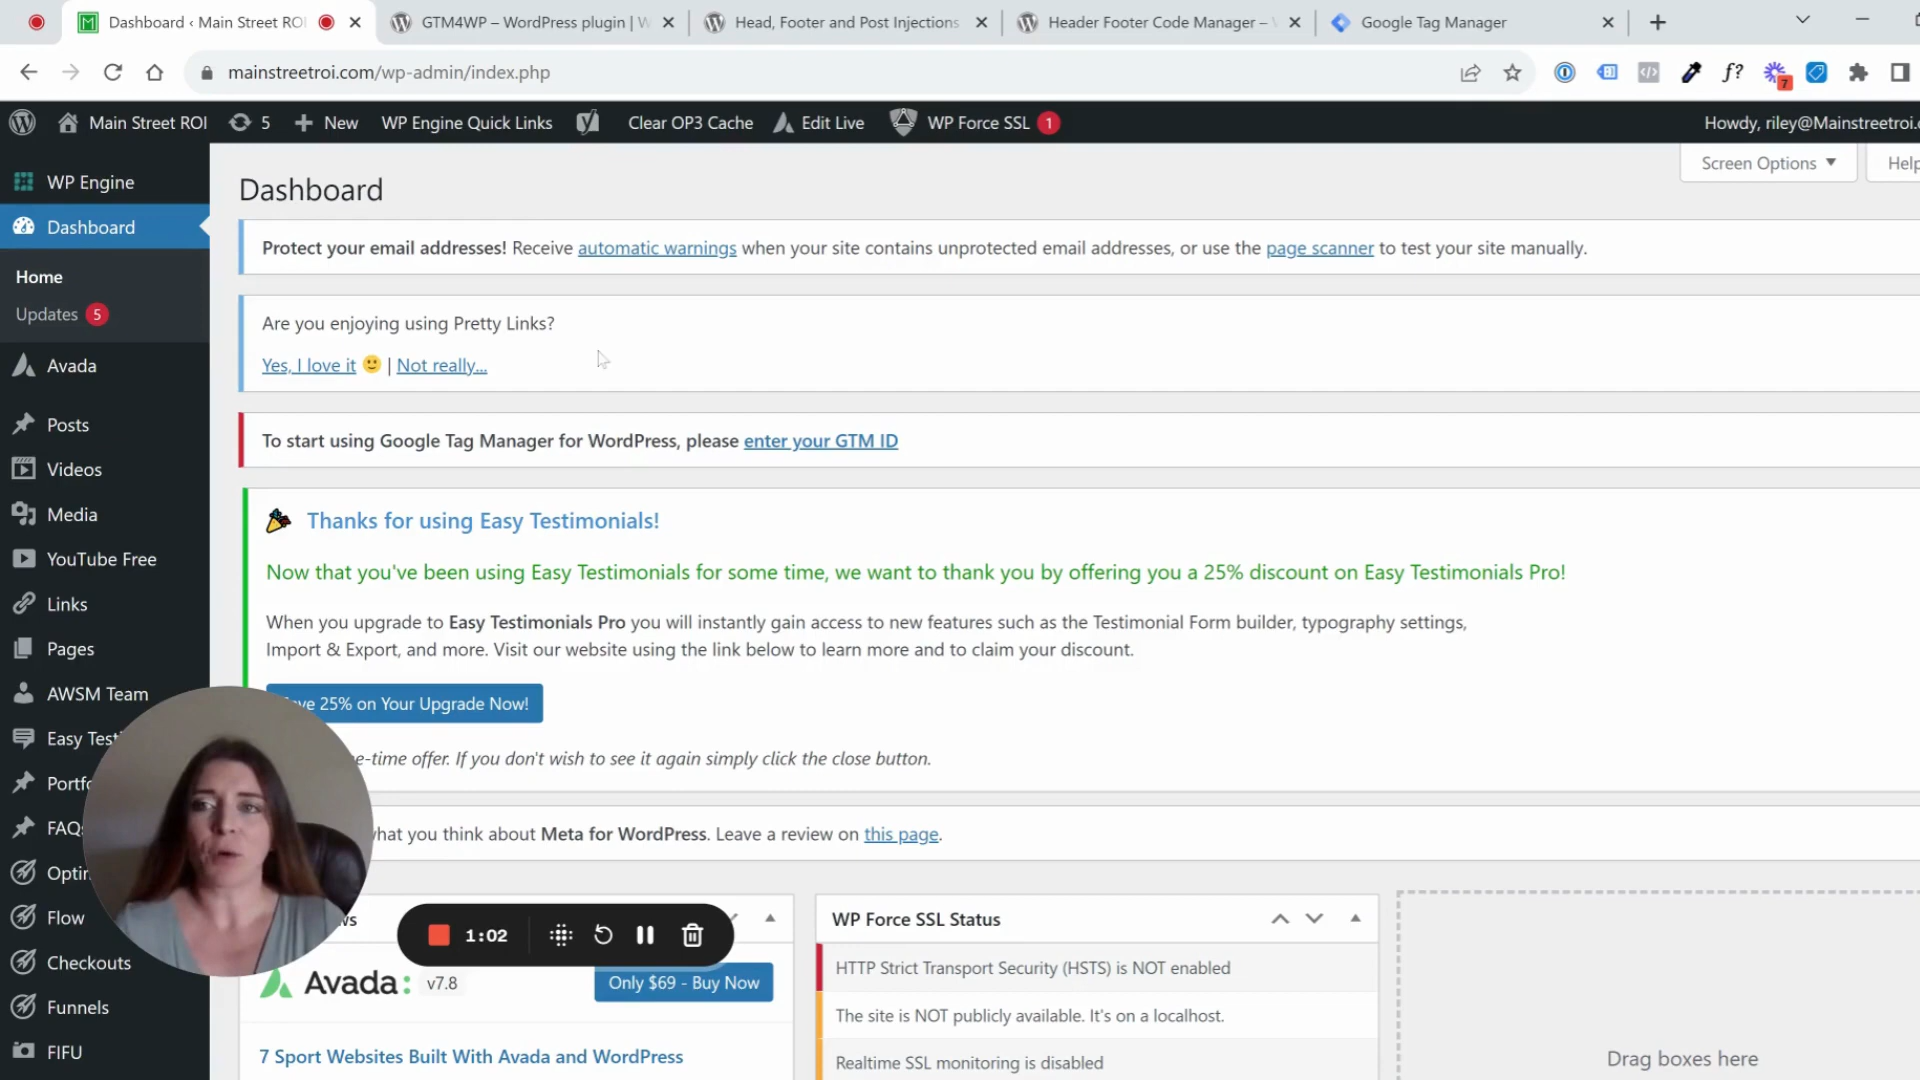 Dashboard ‹ Main Street ROI
GTM4WP – WordPress plugin | W
Head, Footer and Post Injections
Header Footer Code Manager –
Google Tag Manager
mainstreetroi.com/wp-admin/index.php
f?
7
Main Street ROI
5
New
WP Engine Quick Links
Clear OP3 Cache
Edit Live
WP Force SSL
1
Howdy, riley@Mainstreetroi.c
WP Engine
Dashboard
Home
Updates 5
Avada
Posts
Videos
Media
YouTube Free
Links
Pages
AWSM Team
Easy Test
Portfo
FAQ
Optin
Flow
Checkouts
Funnels
FIFU
Screen Options
Help
Dashboard
Protect your email addresses! Receive automatic warnings when your site contains unprotected email addresses, or use the page scanner to test your site manually.
Are you enjoying using Pretty Links?
Yes, I love it 🙂 | Not really...
To start using Google Tag Manager for WordPress, please enter your GTM ID
Thanks for using Easy Testimonials!
Now that you've been using Easy Testimonials for some time, we want to thank you by offering you a 25% discount on Easy Testimonials Pro!
When you upgrade to Easy Testimonials Pro you will instantly gain access to new features such as the Testimonial Form builder, typography settings,
Import & Export, and more. Visit our website using the link below to learn more and to claim your discount.
ve 25% on Your Upgrade Now!
e-time offer. If you don't wish to see it again simply click the close button.
what you think about Meta for WordPress. Leave a review on this page.
ws
1:02
Avada: v7.8
Only $69 - Buy Now
7 Sport Websites Built With Avada and WordPress
WP Force SSL Status
HTTP Strict Transport Security (HSTS) is NOT enabled
The site is NOT publicly available. It's on a localhost.
Realtime SSL monitoring is disabled
Drag boxes here